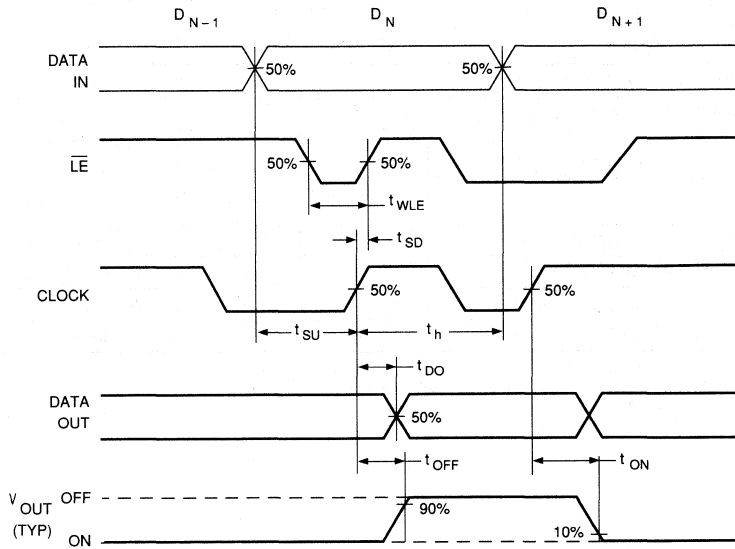 D N−1 D N D N+1
DATA IN 50% 50%
LE 50% 50%
t WLE
t SD
CLOCK 50% 50%
t SU t h
t DO
DATA OUT 50%
t OFF t ON
V OUT (TYP) OFF 90%
ON 10%